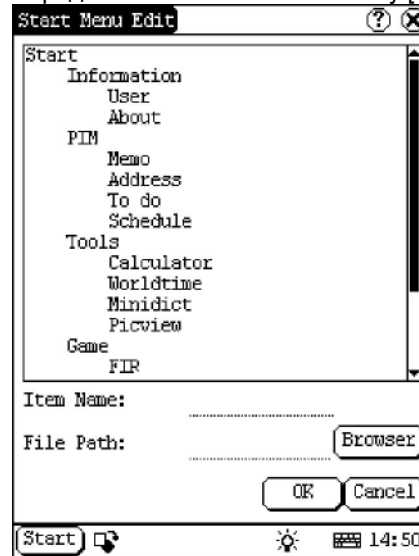 Start Menu Edit ?
Start
Information
User
About
PIM
Memo
Address
To do
Schedule
Tools
Calculator
Worldtime
Minidict
Picview
Game
FIR
Item Name:
File Path:
Browser
OK Cancel
Start 14:50